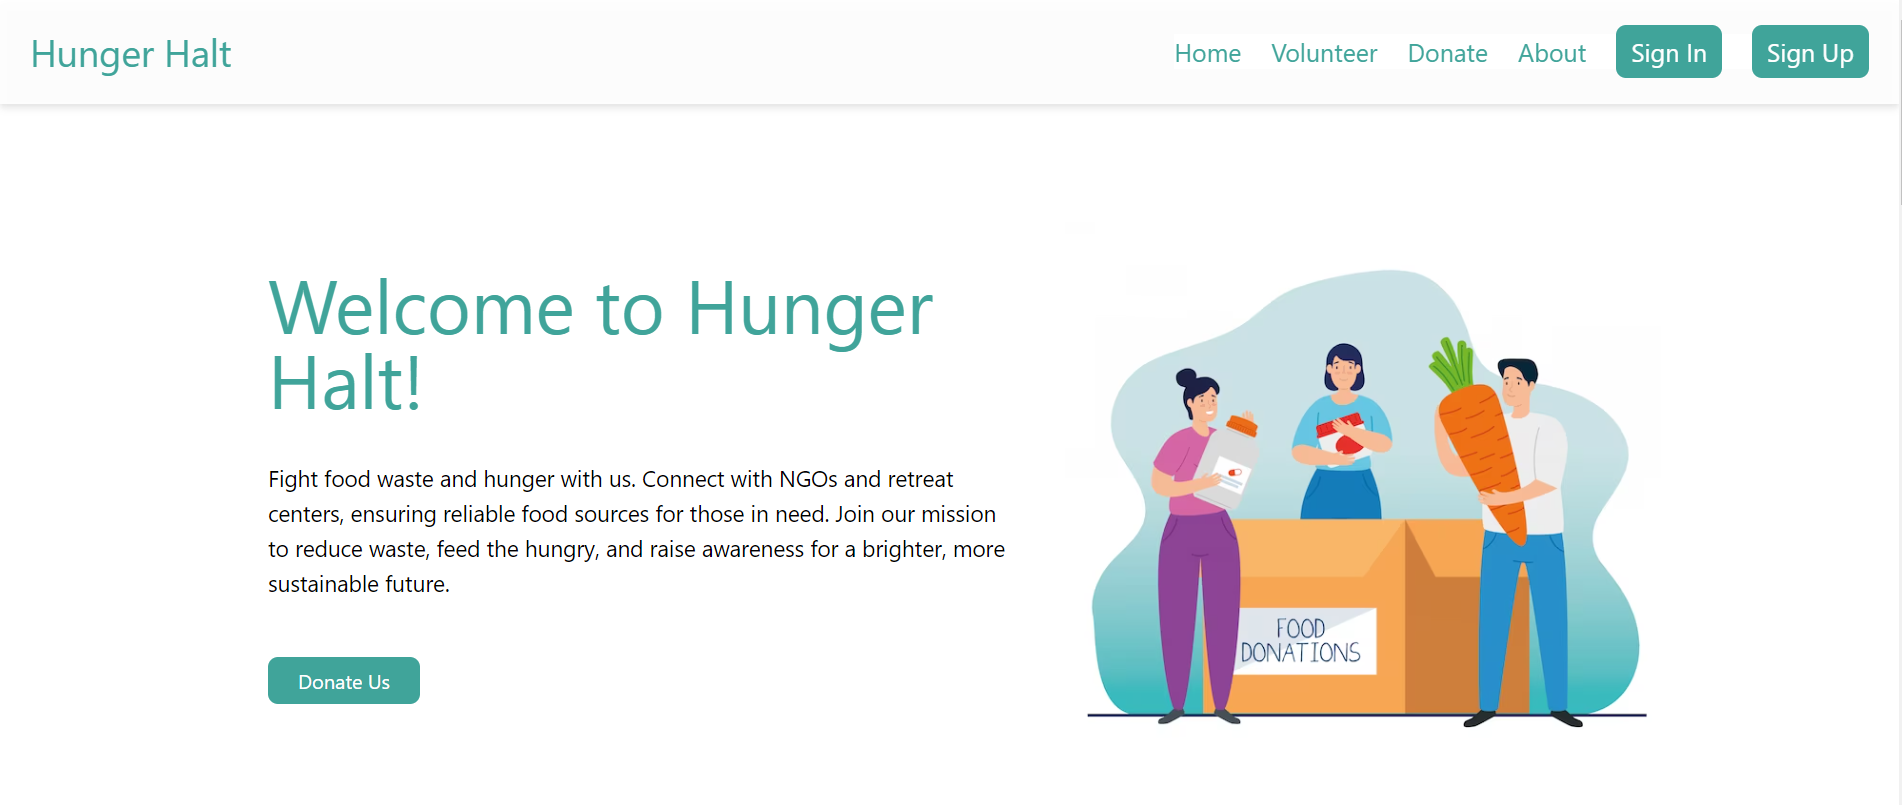 Hunger Halt
Home Volunteer Donate About Sign In Sign Up
Welcome to Hunger
Halt!
Fight food waste and hunger with us. Connect with NGOs and retreat
centers, ensuring reliable food sources for those in need. Join our mission
to reduce waste, feed the hungry, and raise awareness for a brighter, more
sustainable future.
Donate Us
FOOD
DONATIONS